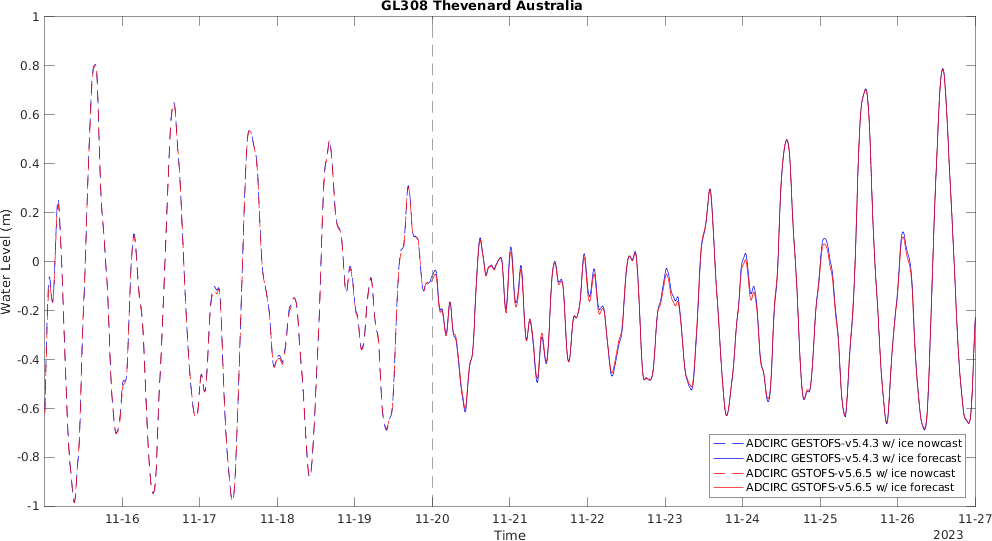 GL308 Thevenard Australia
1
0.8
0.6
0.4
0.2
0
-0.2
-0.4
-0.6
-0.8
-1
Water Level (m)
ADCIRC GESTOFS-v5.4.3 w/ ice nowcast
ADCIRC GESTOFS-v5.4.3 w/ ice forecast
ADCIRC GSTOFS-v5.6.5 w/ ice nowcast
ADCIRC GSTOFS-v5.6.5 w/ ice forecast
11-16 11-17 11-18 11-19 11-20 11-21 11-22 11-23 11-24 11-25 11-26 11-27
Time
2023